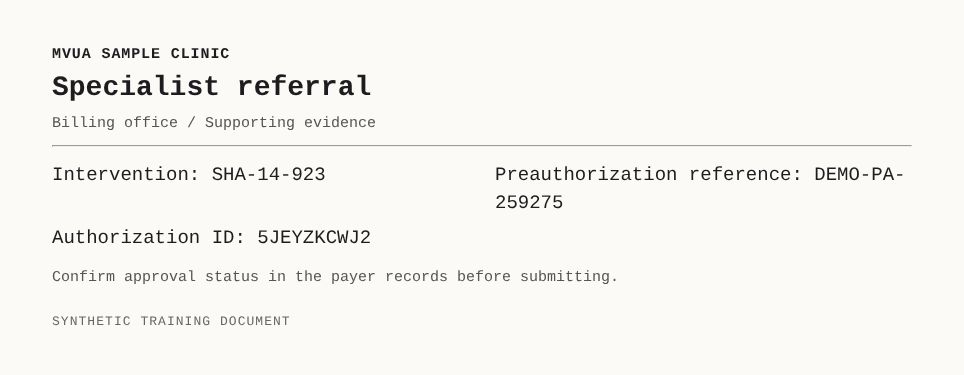 MVUA SAMPLE CLINIC
Specialist referral
Billing office / Supporting evidence
Intervention: SHA-14-923
Preauthorization reference: DEMO-PA-
259275
Authorization ID: 5JEYZKCWJ2
Confirm approval status in the payer records before submitting.
SYNTHETIC TRAINING DOCUMENT